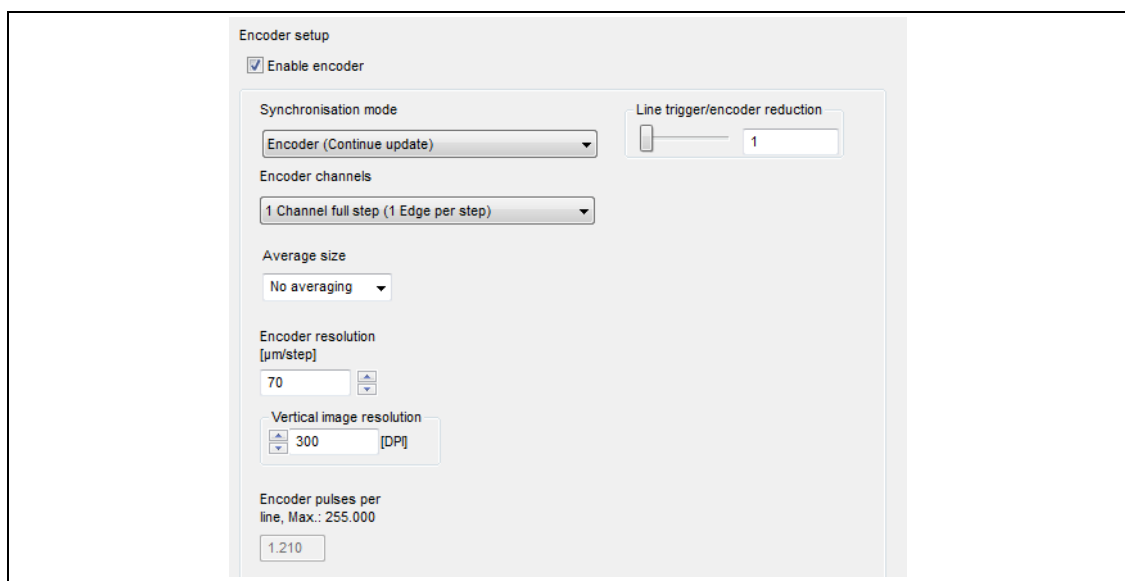 Encoder setup
Enable encoder
Synchronisation mode
Line trigger/encoder reduction
Encoder (Continue update)
1
Encoder channels
1 Channel full step (1 Edge per step)
Average size
No averaging
Encoder resolution
[µm/step]
70
Vertical image resolution
300 [DPI]
Encoder pulses per
line, Max.: 255.000
1.210